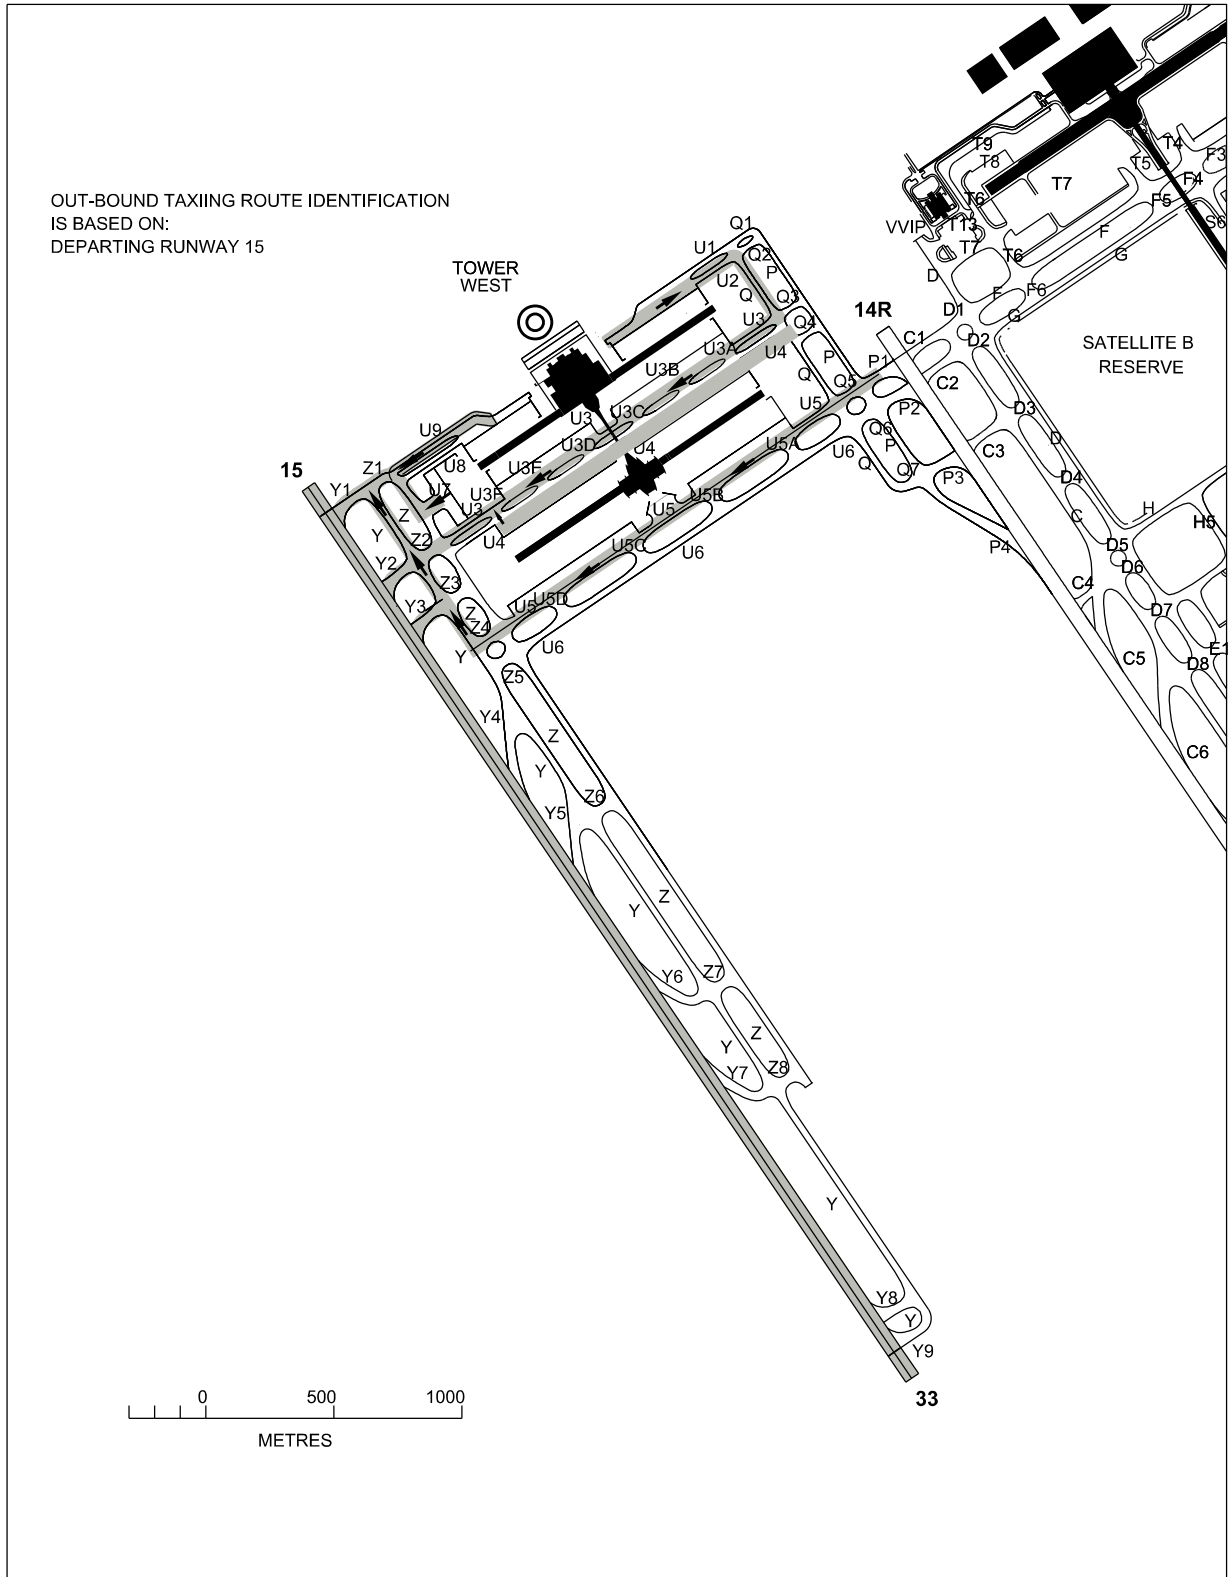 OUT-BOUND TAXIING ROUTE IDENTIFICATION
IS BASED ON:
DEPARTING RUNWAY 15
TOWER
WEST
T9
T8
T4
T5
F3
F4
T7
F5
T6
VVIP
T13
S6
F
T7
T6
G
D
F
F6
D1
G
D2
Q1
U1
Q2
U2
P
Q
Q3
14R
U3
Q4
C1
SATELLITE B
RESERVE
U3A
U4
P
P1
U3B
Q
Q5
C2
U3C
U5
P2
D3
U3
U9
U3D
U4
U5A
Q6
D
U6
P
C3
15
Z1
U8
U3E
Q
Q7
D4
Y1
U7
U3F
U5B
P3
C
H
Z
U3
U5
H5
Y
Z2
U4
U5C
U6
P4
D5
Y2
Z3
D6
C4
Y3
U5D
U5
D7
Z
Z4
E1
Y
U6
C5
D8
Z5
Y4
Z
C6
Y
Z6
Y5
Z
Y
Y6
Z7
Z
Y
Y7
Z8
Y
Y8
Y
Y9
33
0
500
1000
METRES